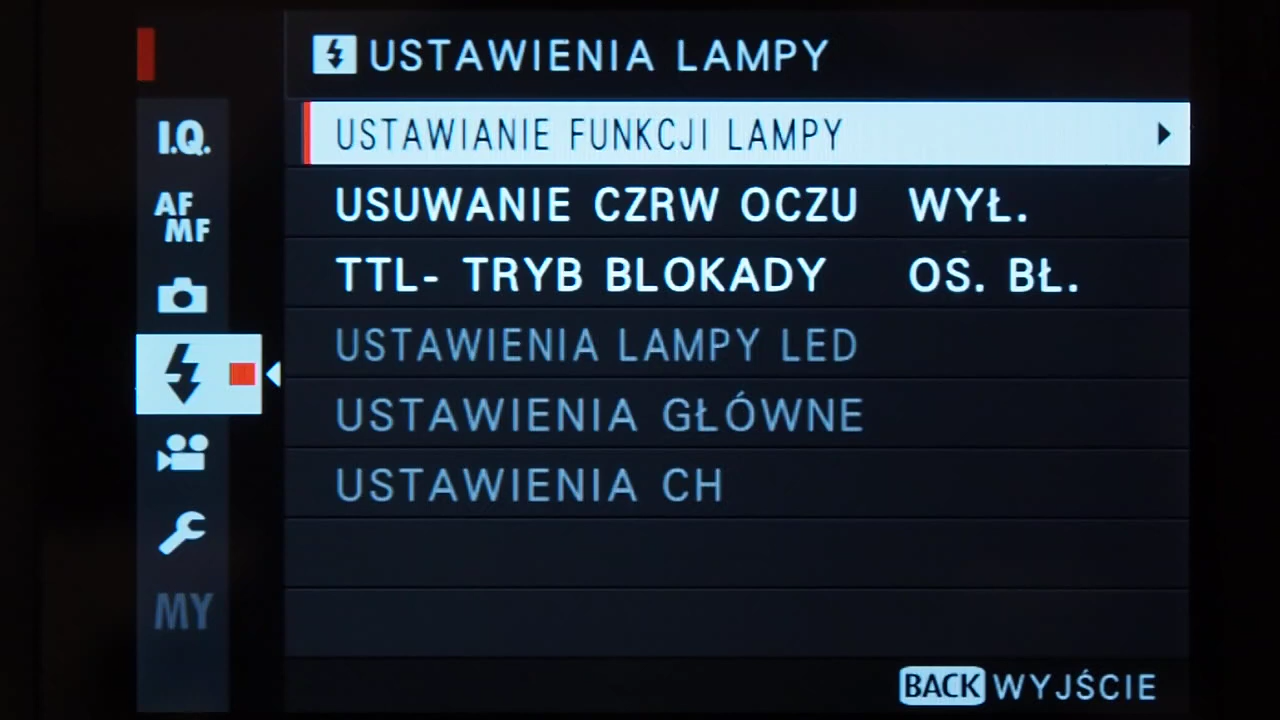 USTAWIENIA LAMPY
I.Q.
AF
MF
MY
USTAWIANIE FUNKCJI LAMPY
USUWANIE CZRW OCZU WYŁ.
TTL- TRYB BLOKADY OS. BŁ.
USTAWIENIA LAMPY LED
USTAWIENIA GŁÓWNE
USTAWIENIA CH
BACK WYJŚCIE